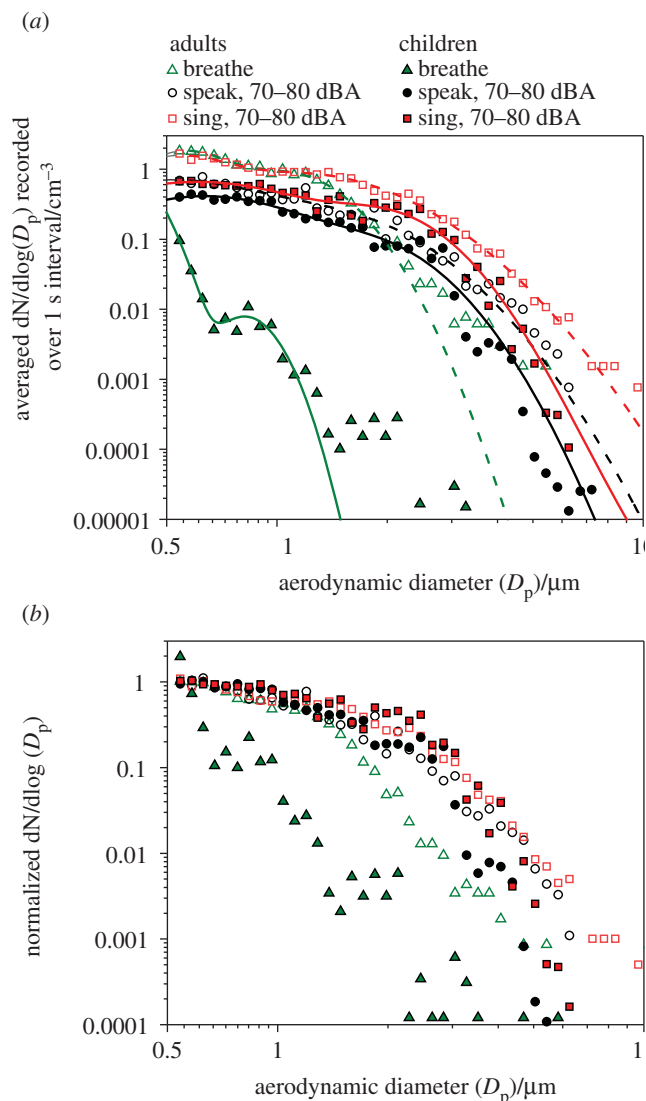 (a)
adults children
breathe breathe
speak, 70–80 dBA speak, 70–80 dBA
sing, 70–80 dBA sing, 70–80 dBA
averaged dN/dlog(Dp) recorded
over 1 s interval/cm−3
1
0.1
0.01
0.001
0.0001
0.00001
0.5 1 10
aerodynamic diameter (Dp)/μm
(b)
normalized dN/dlog (Dp)
1
0.1
0.01
0.001
0.0001
0.5 1 1
aerodynamic diameter (Dp)/μm